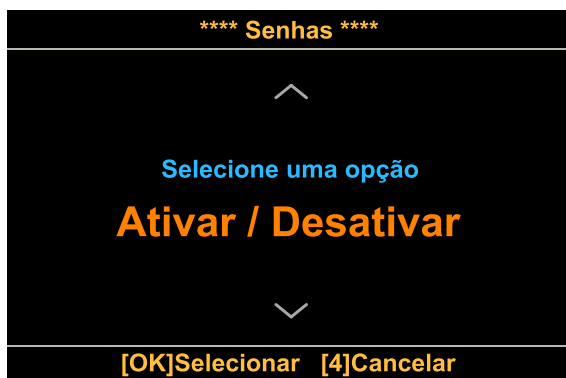 **** Senhas ****
Selecione uma opção
Ativar / Desativar
[OK]Selecionar [4]Cancelar